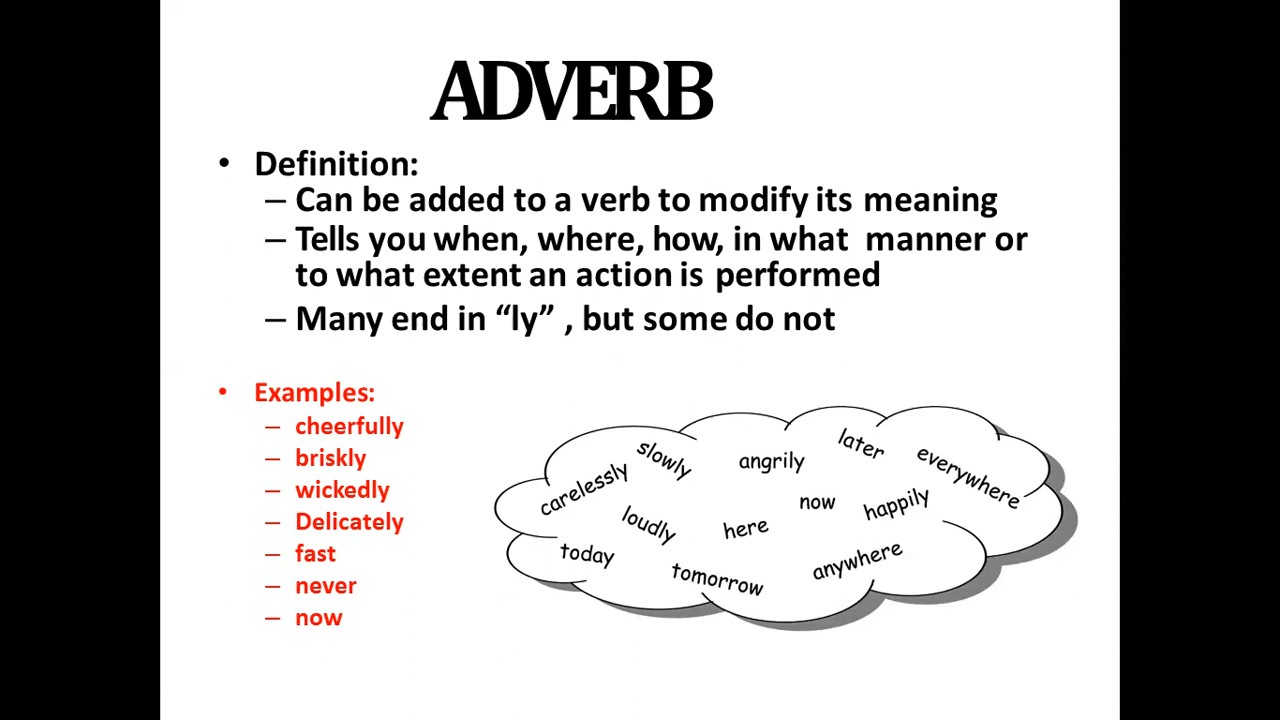 ADVERB
• Definition:
– Can be added to a verb to modify its meaning
– Tells you when, where, how, in what manner or
to what extent an action is performed
– Many end in “ly” , but some do not
• Examples:
– cheerfully
– briskly
– wickedly
– Delicately
– fast
– never
– now
carelessly
slowly
angrily
later
everywhere
loudly
here
now
happily
today
tomorrow
anywhere